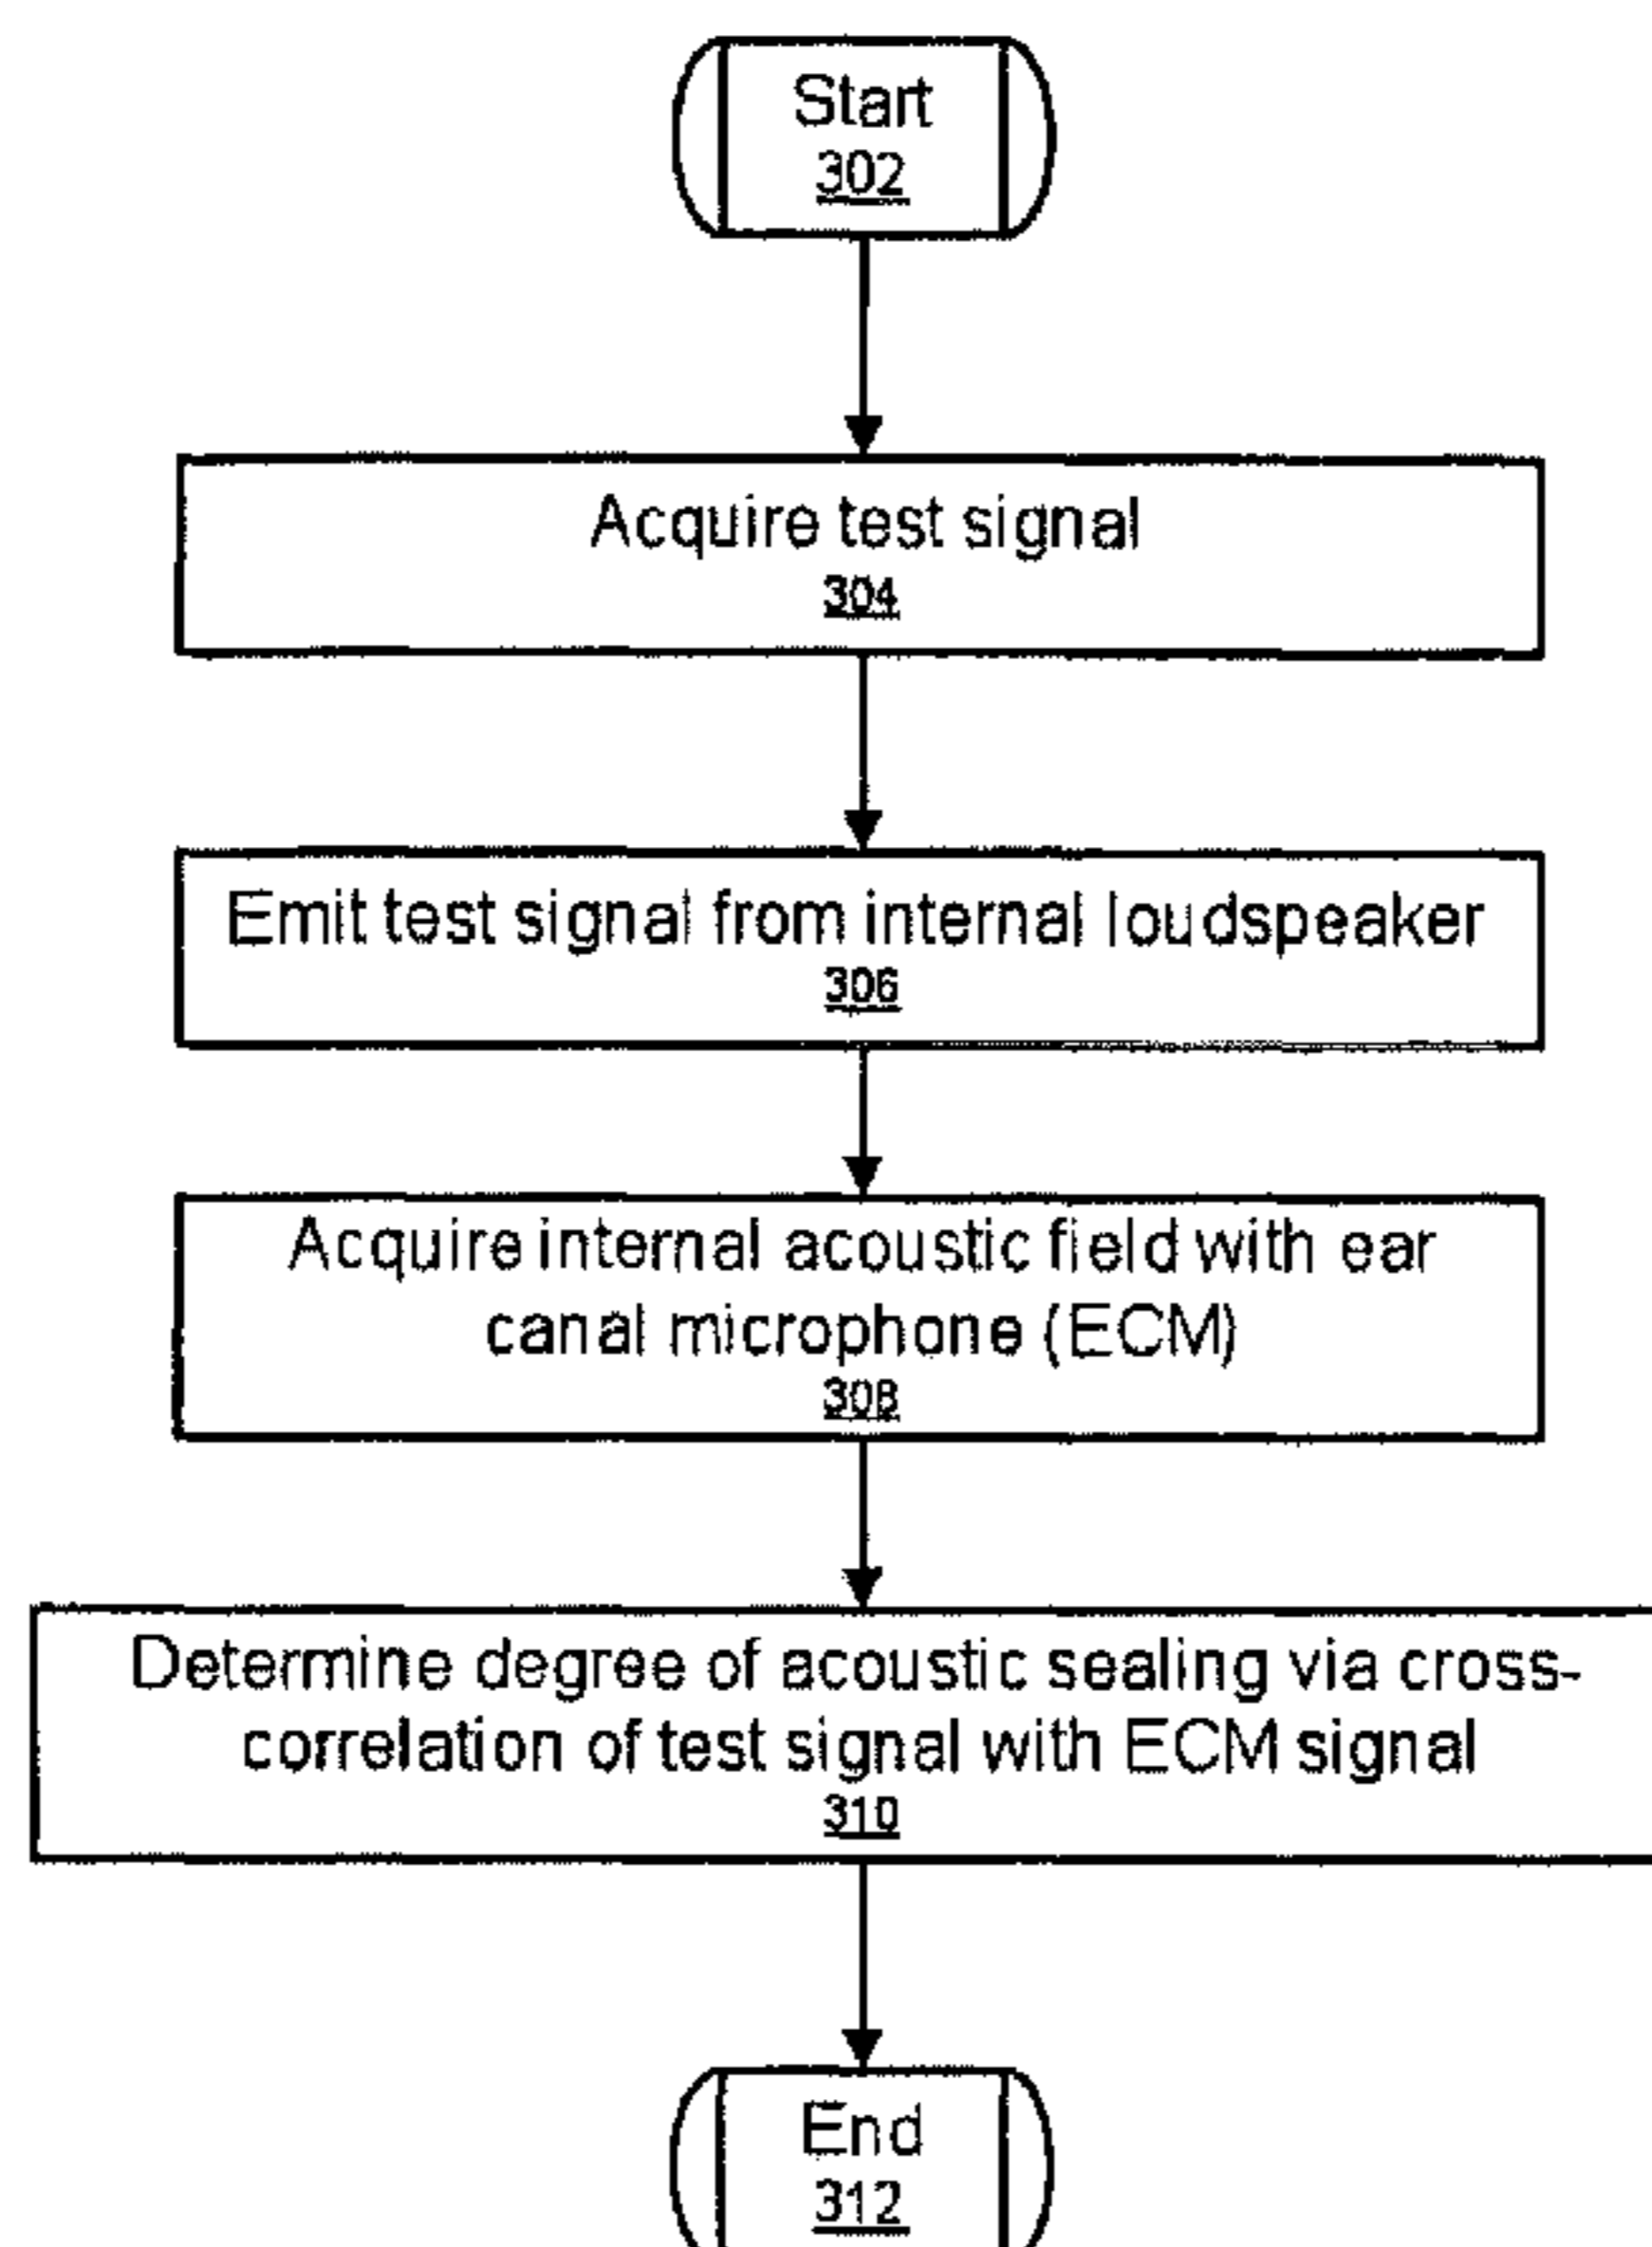 Start
302
Acquire test signal
304
Emit test signal from internal loudspeaker
306
Acquire internal acoustic field with ear
canal microphone (ECM)
308
Determine degree of acoustic sealing via cross-
correlation of test signal with ECM signal
310
End
312